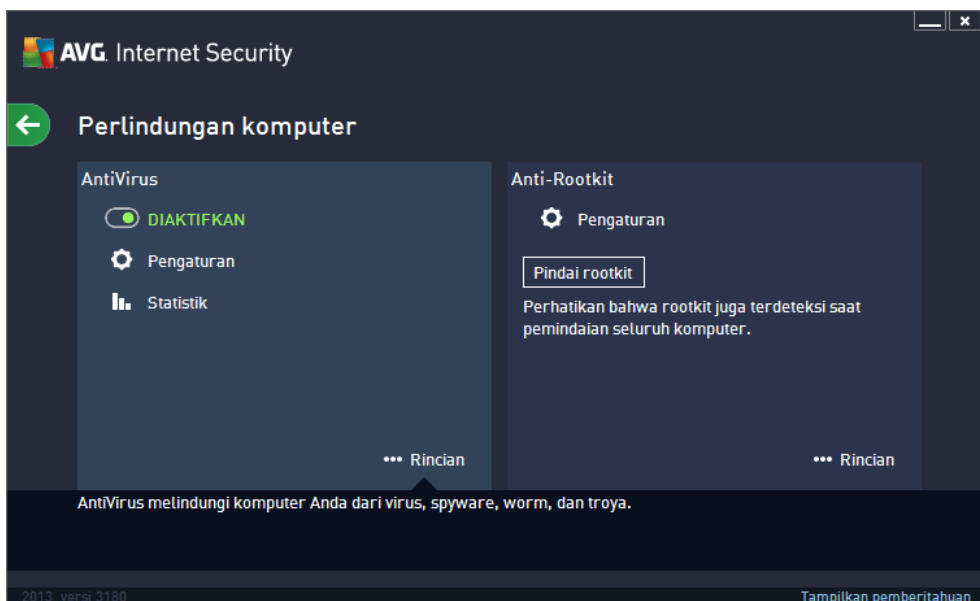 AVG. Internet Security
Perlindungan komputer
AntiVirus
DIAKTIFKAN
Pengaturan
Statistik
••• Rincian
Anti-Rootkit
Pengaturan
Pindai rootkit
Perhatikan bahwa rootkit juga terdeteksi saat
pemindaian seluruh komputer.
••• Rincian
AntiVirus melindungi komputer Anda dari virus, spyware, worm, dan troya.
2013 versi 3180
Tampilkan pemberitahuan